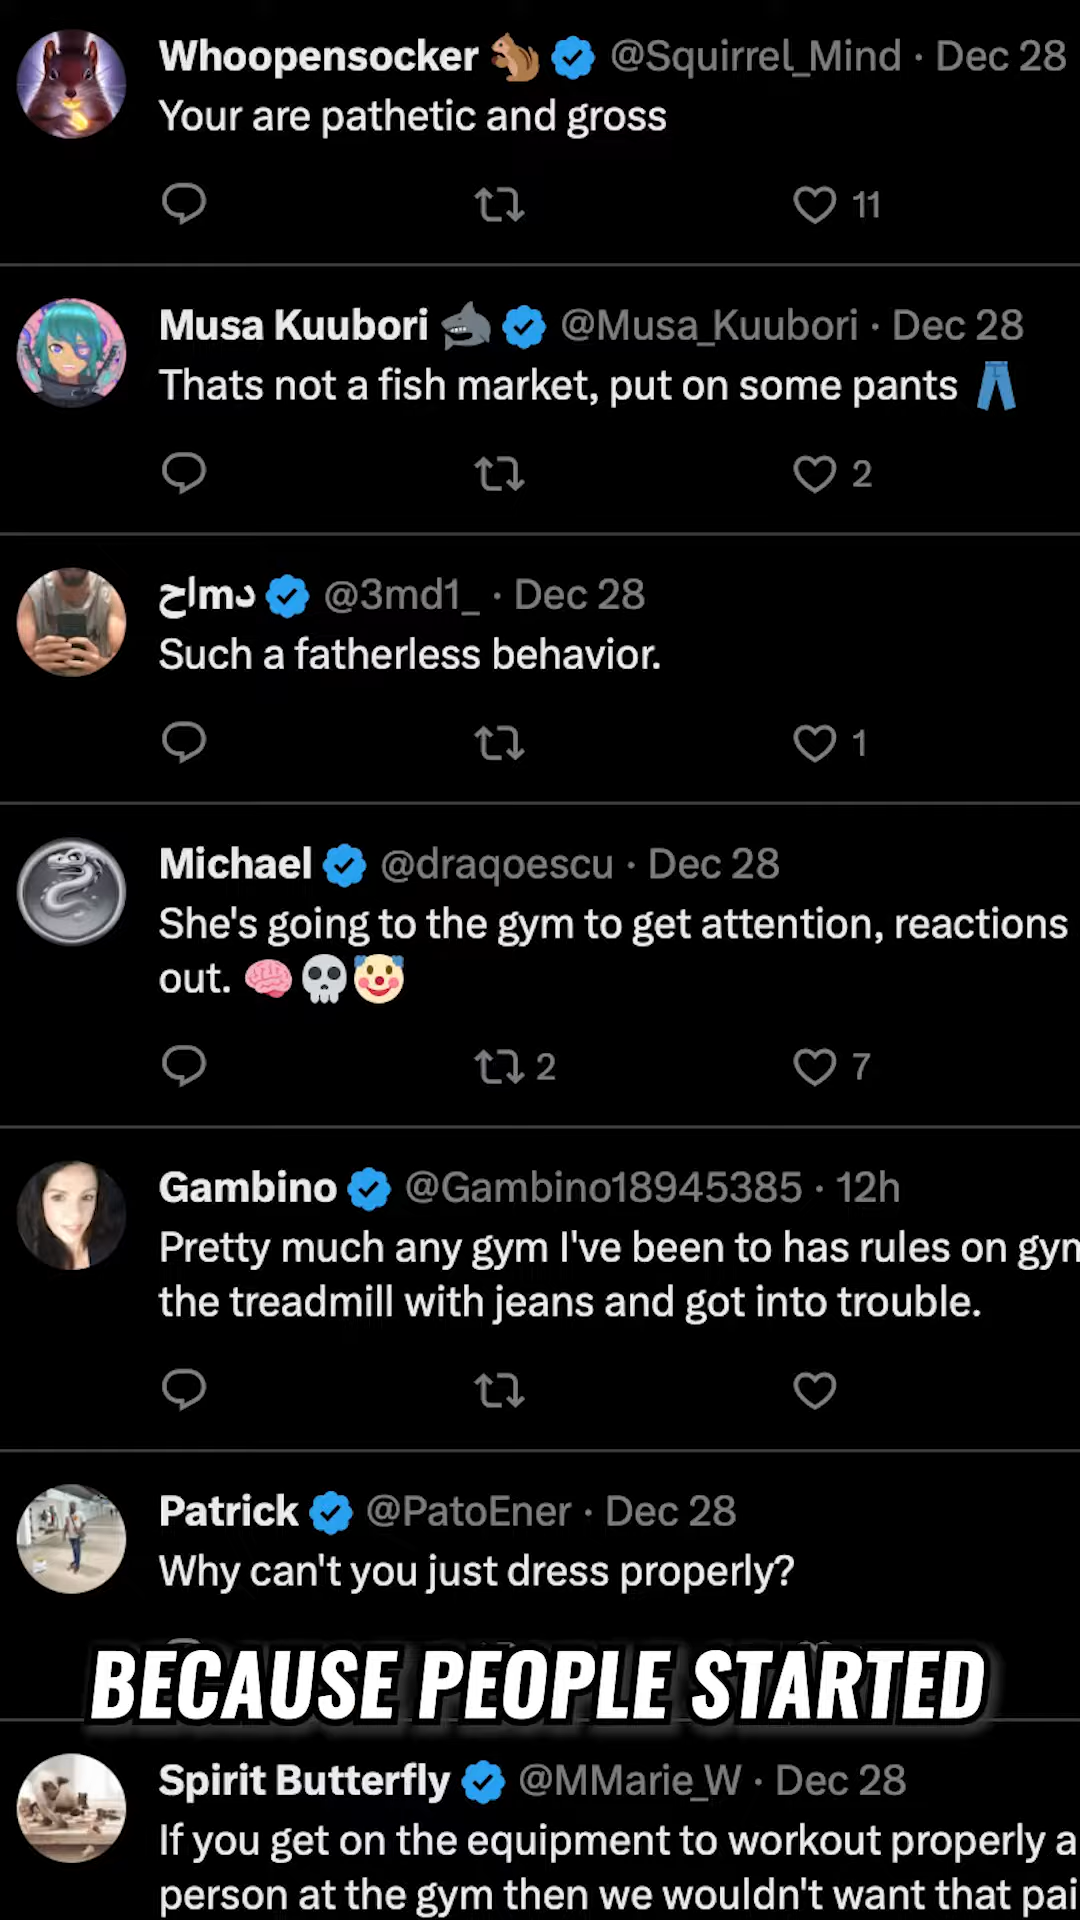 Whoopensocker 🐿️ @Squirrel_Mind · Dec 28
Your are pathetic and gross
11
Musa Kuubori 🦈 @Musa_Kuubori · Dec 28
Thats not a fish market, put on some pants 👖
2
حاmد @3md1_ · Dec 28
Such a fatherless behavior.
1
Michael @draqoescu · Dec 28
She's going to the gym to get attention, reactions
out. 🧠💀🤡
2 7
Gambino @Gambino18945385 · 12h
Pretty much any gym I've been to has rules on gym
the treadmill with jeans and got into trouble.
Patrick @PatoEner · Dec 28
Why can't you just dress properly?
BECAUSE PEOPLE STARTED
Spirit Butterfly @MMarie_W · Dec 28
If you get on the equipment to workout properly a
person at the gym then we wouldn't want that pai